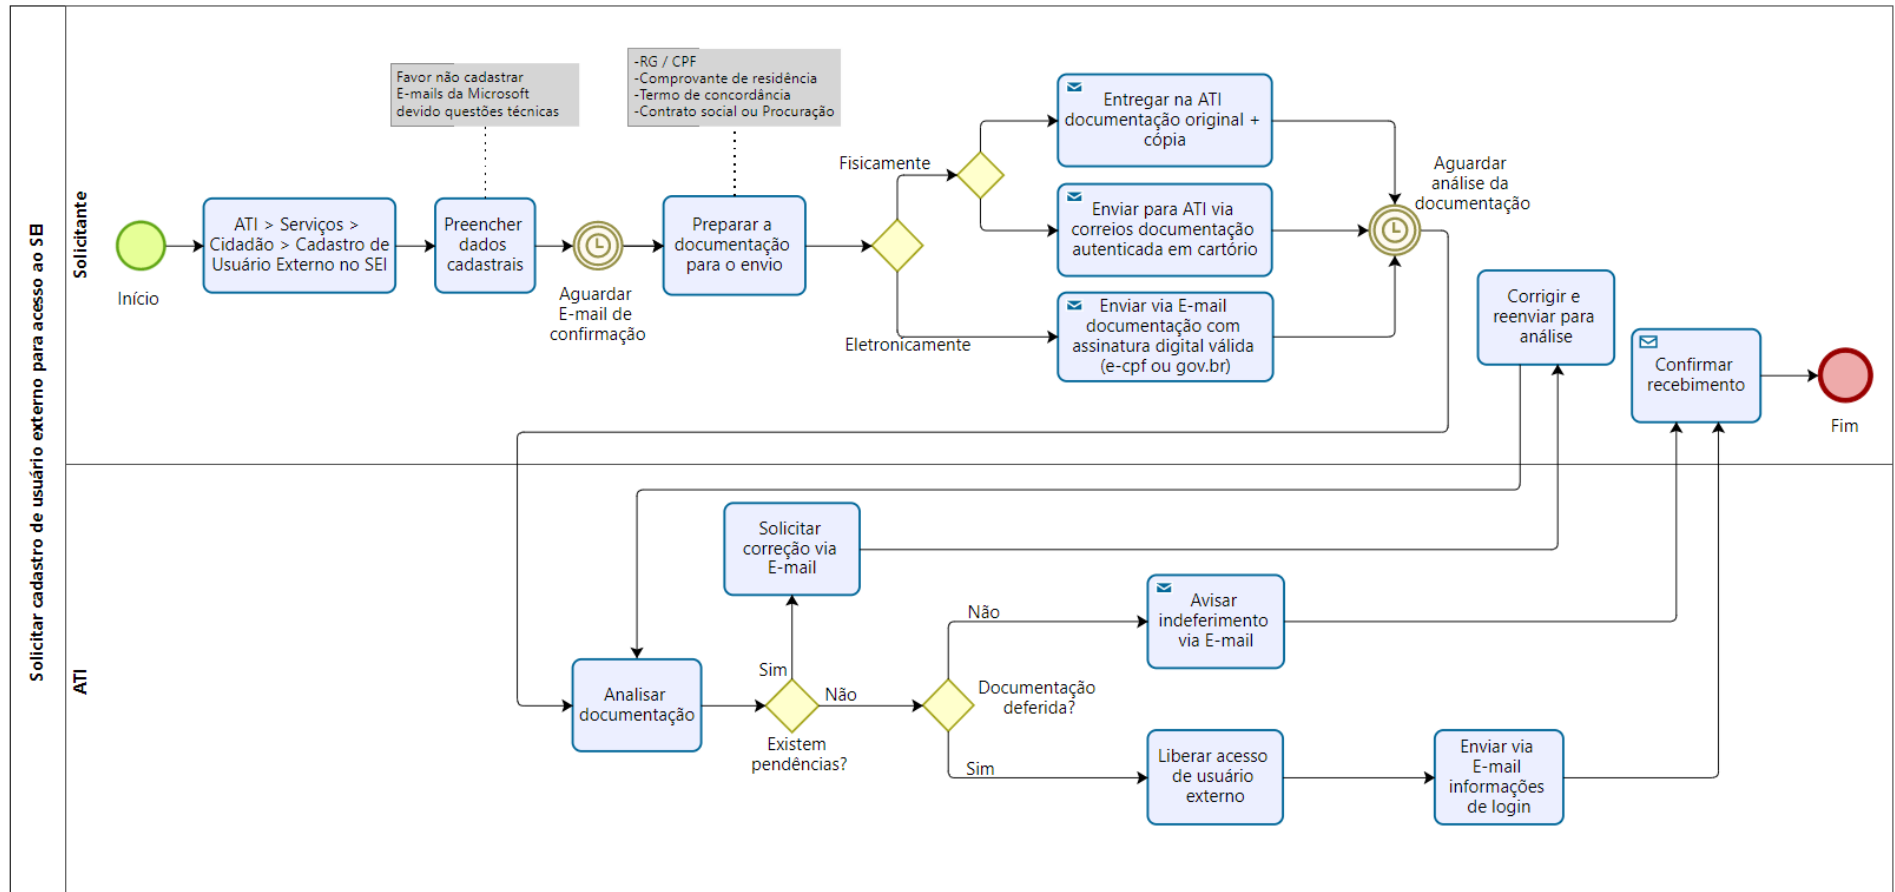 Solicitar cadastro de usuário externo para acesso ao SEI
Solicitante
Início
ATI > Serviços >
Cidadão > Cadastro de
Usuário Externo no SEI
Favor não cadastrar
E-mails da Microsoft
devido questões técnicas
Preencher
dados
cadastrais
Aguardar
E-mail de
confirmação
-RG / CPF
-Comprovante de residência
-Termo de concordância
-Contrato social ou Procuração
Preparar a
documentação
para o envio
Fisicamente
Eletronicamente
Entregar na ATI
documentação original +
cópia
Enviar para ATI via
correios documentação
autenticada em cartório
Enviar via E-mail
documentação com
assinatura digital válida
(e-cpf ou gov.br)
Aguardar
análise da
documentação
Corrigir e
reenviar para
análise
Confirmar
recebimento
Fim
ATI
Analisar
documentação
Solicitar
correção via
E-mail
Sim
Não
Existem
pendências?
Não
Documentação
deferida?
Sim
Avisar
indeferimento
via E-mail
Liberar acesso
de usuário
externo
Enviar via
E-mail
informações
de login